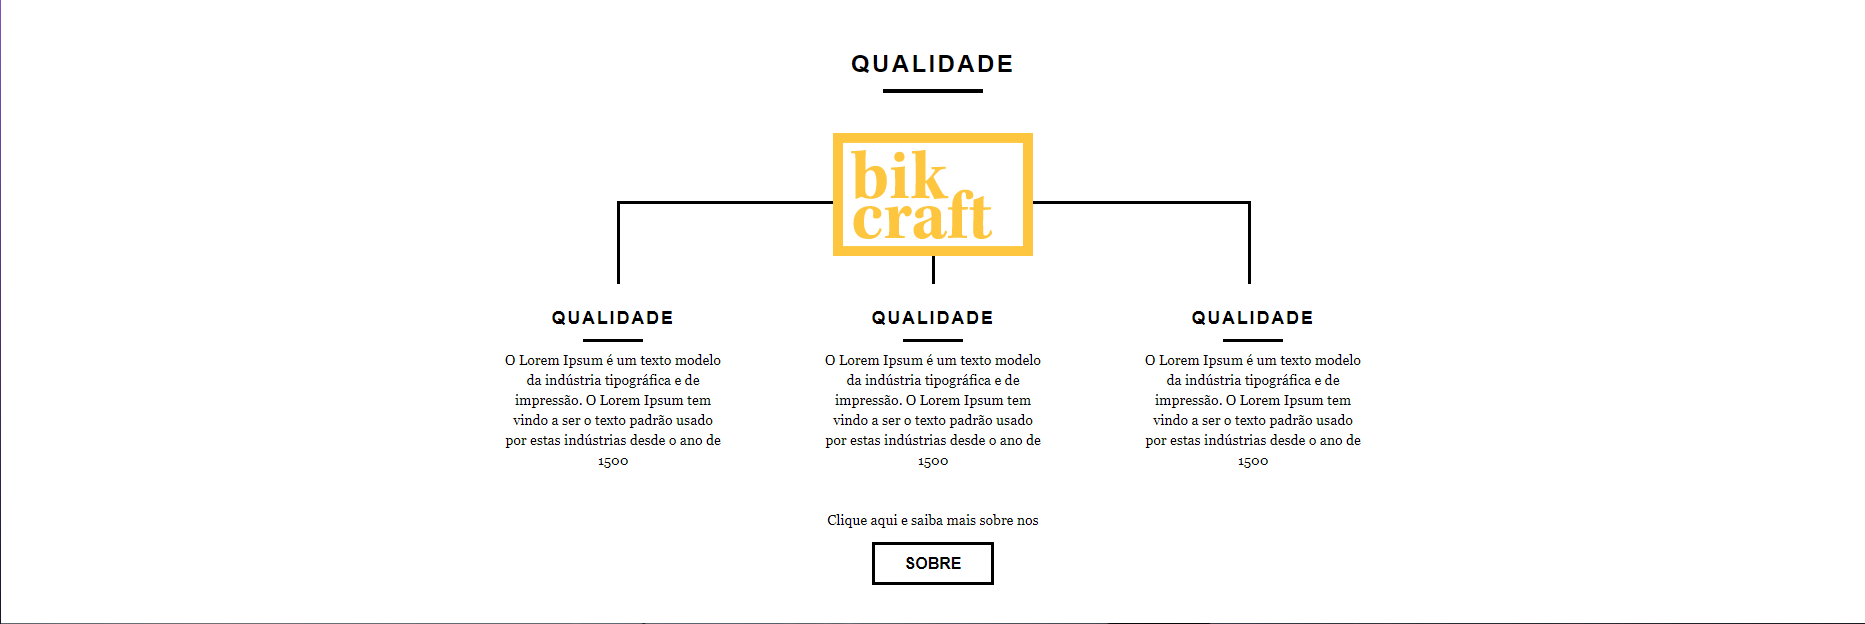 QUALIDADE
bik
craft
QUALIDADE
O Lorem Ipsum é um texto modelo
da indústria tipográfica e de
impressão. O Lorem Ipsum tem
vindo a ser o texto padrão usado
por estas indústrias desde o ano de
1500
QUALIDADE
O Lorem Ipsum é um texto modelo
da indústria tipográfica e de
impressão. O Lorem Ipsum tem
vindo a ser o texto padrão usado
por estas indústrias desde o ano de
1500
QUALIDADE
O Lorem Ipsum é um texto modelo
da indústria tipográfica e de
impressão. O Lorem Ipsum tem
vindo a ser o texto padrão usado
por estas indústrias desde o ano de
1500
Clique aqui e saiba mais sobre nos
SOBRE